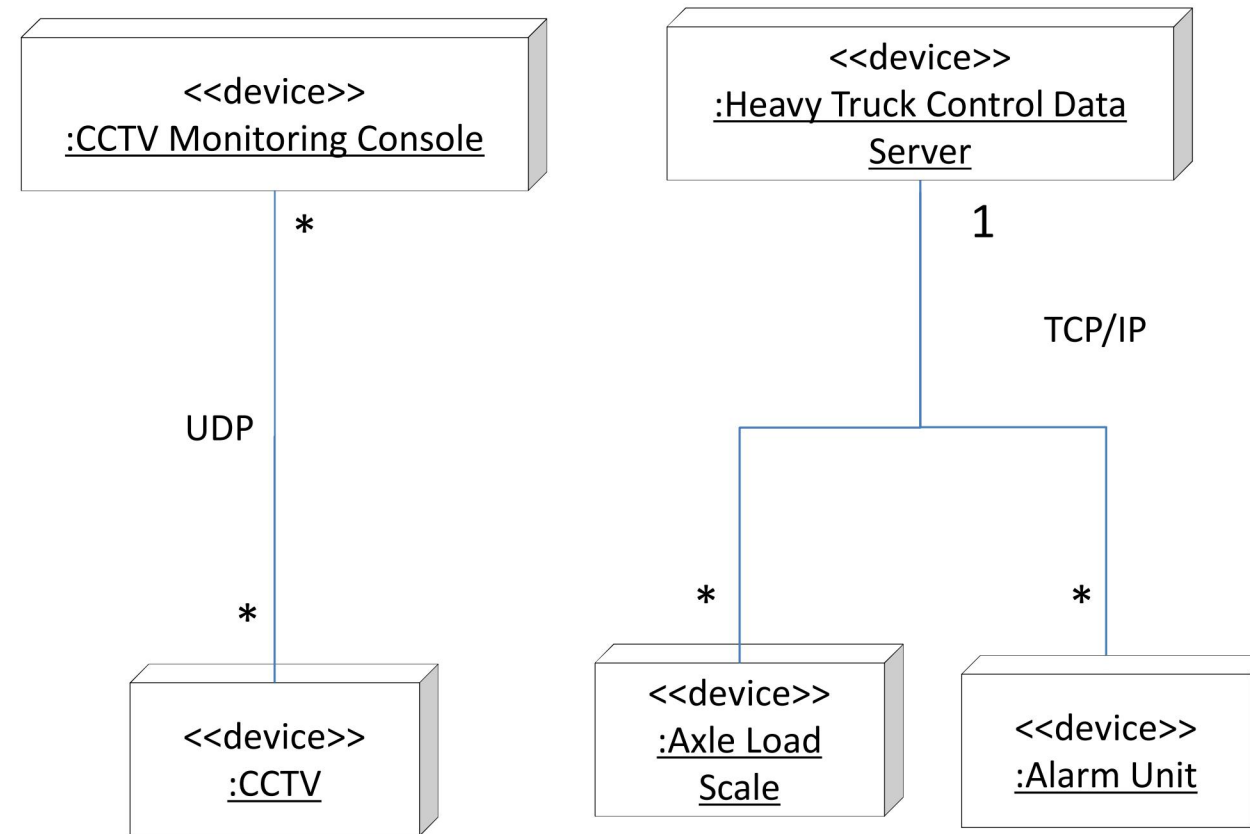 <<device>>
:CCTV Monitoring Console
<<device>>
:Heavy Truck Control Data
Server
*
1
TCP/IP
UDP
*
*
*
<<device>>
:CCTV
<<device>>
:Axle Load
Scale
<<device>>
:Alarm Unit